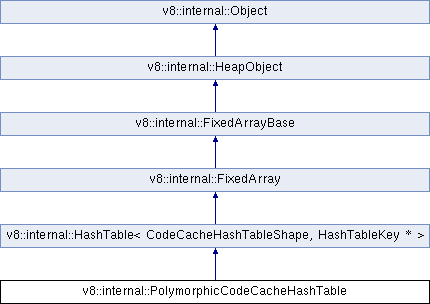 v8::internal::Object
v8::internal::HeapObject
v8::internal::FixedArrayBase
v8::internal::FixedArray
v8::internal::HashTable< CodeCacheHashTableShape, HashTableKey * >
v8::internal::PolymorphicCodeCacheHashTable